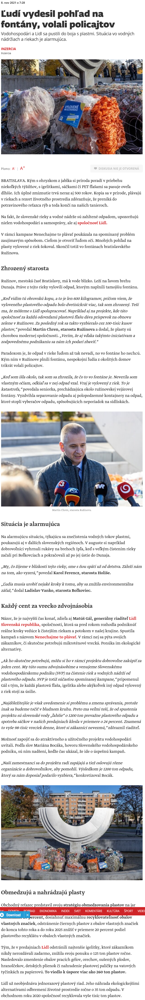 8. nov 2021 o 7:28
Ľudí vydesil pohľad na
fontány, volali policajtov
Vodohospodári a Lidl sa pustili do boja s plastmi. Situácia vo vodných
nádržiach a riekach je alarmujúca.
INZERCIA
Inzercia
VYLOVENÉ
NA SLOVENSKU
Písmo: A- | A+
DISKUSIA NIE JE OTVORENÁ
BRATISLAVA. Kým s ohryzkom z jablka si príroda poradí v priebehu
niekoľkých týždňov, s igelitkami, sáčkami či PET fľašami sa pasuje oveľa
dlhšie. Ich úplné zmiznutie trvá neraz aj 500 rokov. Kopia sa v prírode, plávajú
v riekach a rezort životného prostredia zdôrazňuje, že preniká do
potravinového reťazca rýb a teda končí na našich tanieroch.
Na fakt, že slovenské rieky a vodné nádrže sú zahltené odpadom, upozorňujú
nielen vodohospodári a samosprávy, ale aj spoločnosť Lidl.
V rámci kampane Nenechajme to plávať poukázala na spomínaný problém
zaujímavým spôsobom. Cieľom je otvoriť ľuďom oči. Mnohých pohľad na
plasty vylovené z riek šokoval. Skončil totiž vo fontánach bratislavského
Ružinova.
Zhrozený starosta
Ružinov, mestská časť Bratislavy, má k vode blízko. Leží na ľavom brehu
Dunaja. Práve z tejto rieky vylovili odpad, ktorým naplnili tamojšiu fontánu.
„Keď vidím tú obrovskú kopu, a to je len 600 kilogramov, pričom viem, že
vyloveného plastového odpadu bolo dvetisíckrát viac, tak som zhrozený. Teší
ma, že môžeme s Lidl spolupracovať. Napríklad aj na projekte, kde táto
spoločnosť za každú odovzdanú plastovú fľašu dáva príspevok na obnovu
zelene v Ružinove. Za posledný rok sa takto vyzbieralo cez 100-tisíc kusov
plastov,“ povedal Martin Chren, starosta Ružinova a dodal, že plasty sú
chorobou modernej spoločnosti. „Verím, že aj vďaka takýmto iniciatívam a
zodpovednému podnikaniu sa nám ich podarí zbaviť.“
Paradoxom je, že odpad v rieke ľuďom až tak nevadí, no vo fontáne ho nechcú.
Kým ním v Ružinove plnili fontánu, nespokojní ľudia z okolitých domov
trikrát volali policajtov.
„Keď som išla okolo, tak som sa zhrozila, že čo to vo fontáne je. Neverila som
vlastným očiam, odkiaľ sa v nej odpad vzal. Vraj je vylovený z riek. To je
katastrofa,“ povedala seniorka, prechádzajúca okolo ružinovskej vejárovej
fontány. Vyzdvihla separovanie odpadu aj polopodzemné kontajnery na odpad,
ktoré stopli vyberačov odpadu, spôsobujúcich neporiadok na sídliskách.
3
TVR
Martin Chren, starosta Ružinova.
Situácia je alarmujúca
Na alarmujúcu situáciu, týkajúcu sa znečistenia vodných tokov plastmi,
poukazujú aj v ďalších slovenských regiónoch. V auguste si napríklad
dobrovoľníci vyhrnuli rukávy na brehoch Ipľa, keď s veľkým čistením rieky
začali pri Boľkovciach a pokračovali až po jej ústie do Dunaja.
„My, čo žijeme v blízkosti tejto rieky, sme s ňou spätí už od detstva. Záleží nám
na tom, ako vyzerá,“ povedal Karol Ferencz, starosta Holiše.
„Ľudia musia urobiť nejaké kroky k tomu, aby sa znížila environmentálna
záťaž,“ dodal Ladislav Vanko, starosta Boľkoviec.
Každý cent za vrecko zdvojnásobia
Názor, že je najvyšší čas konať, zdieľa aj Matúš Gál, generálny riaditeľ Lidl
Slovenská republika, spoločnosti, ktorá sa pred rokom rozhodla podniknúť
reálne kroky vedúce k čistejším riekam a potokom v našej krajine. Spustila
kampaň s názvom Nenechajme to plávať. V rámci nej sa pýta svojich
zákazníkov, či skutočne potrebujú mikroténové vrecká. Ponúka im ekologické
alternatívy.
„Ak ho skutočne potrebujú, môžu si ho v rámci projektu dobrovoľne zakúpiť za
jeden cent. My túto sumu zdvojnásobíme a venujeme Slovenskému
vodohospodárskemu podniku (SVP) na čistenie riek a vodných nádrží od
plastového odpadu. SVP je totiž súčasťou spomínanej kampane,“ pripomenul
Gál s tým, že každá plastová fľaša, igelitka alebo akýkoľvek iný odpad vylovený
z riek stojí za úsilie.
„Najdôležitejšie je však uvedomenie si problému a zmena správania, pretože
inak sa budeme točiť v bludnom kruhu. Preto ma veľmi teší, že od spustenia
projektu sú slovenské vody „ľahšie“ o 1200 ton prevažne plastového odpadu a
spotreba sáčkov v našich predajniach klesla v priemere o 24 percent. Znamená
to vyše 98-tisíc vreciek denne, ktoré si zákazníci nevezmú,“ zdôraznil riaditeľ.
Možnosť zapojiť sa do atraktívneho a užitočného projektu vodohospodári
uvítali. Podľa slov Mariána Bocáka, hovoru Slovenského vodohospodárskeho
podniku, sú ním nadšení, keďže čas ukázal, že ide o úspešnú kampaň.
„Naši zamestnanci sa do projektu radi zapájajú a tiež oslovujú rôzne
organizácie a dobrovoľníkov, aby pomohli. Výsledkom je 1200 ton odpadu,
ktorý sa nám doposiaľ podarilo vyzbiera,“ konkretizoval Bocák.
Obmedzujú a nahrádzajú plasty
Obchodný reťazec predstavil svoju stratégiu obmedzovania plastov na jar
DOMOV POPRAD EKONOMIKA INDEX SVET KOMENTÁRE KULTÚRA ŠPORT VIDEO
Download ×
percent, dosiahnuť maximálnu recyklovateľnosť obalov
vlastných značiek, odstránenie čiernych plastov z obalov vlastných značiek
do konca tohto roka a do roku 2025 znížiť v priemere 20 percent podiel
plastového recyklátu v obaloch vlastných značiek.
Tým, že v predajniach Lidl odstránili najtenšie igelitky, ktoré zákazníkom
nikdy nerozdávali zadarmo, znížila svoju ponuku o 125 ton plastov ročne.
Nasledovalo zmenšenie obalov pracích gélov, orechov, sušených plodov,
hranolčekov, detských plienok či nahradenie plastovej paličky na vatových
tyčinkách za papierovú. To viedlo k úspore viac ako 260 ton plastov.
Lidl už neobjednáva jednorazový plastový riad. Jeho náhrada ekologickejšími
alternatívami odbremení životné prostredie ročne o 35 ton odpadu. V
obchodnom roku 2020 spoločnosť recyklovala vyše tisíc ton plastov.